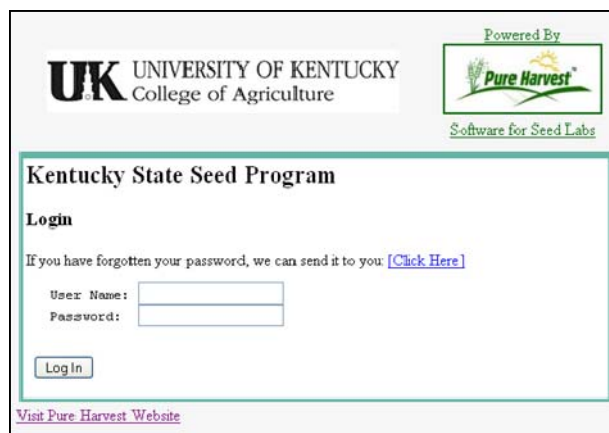 UK UNIVERSITY OF KENTUCKY
College of Agriculture
Powered By
Pure Harvest
Software for Seed Labs
Kentucky State Seed Program
Login
If you have forgotten your password, we can send it to you: [Click Here]
User Name:
Password:
Log In
Visit Pure Harvest Website